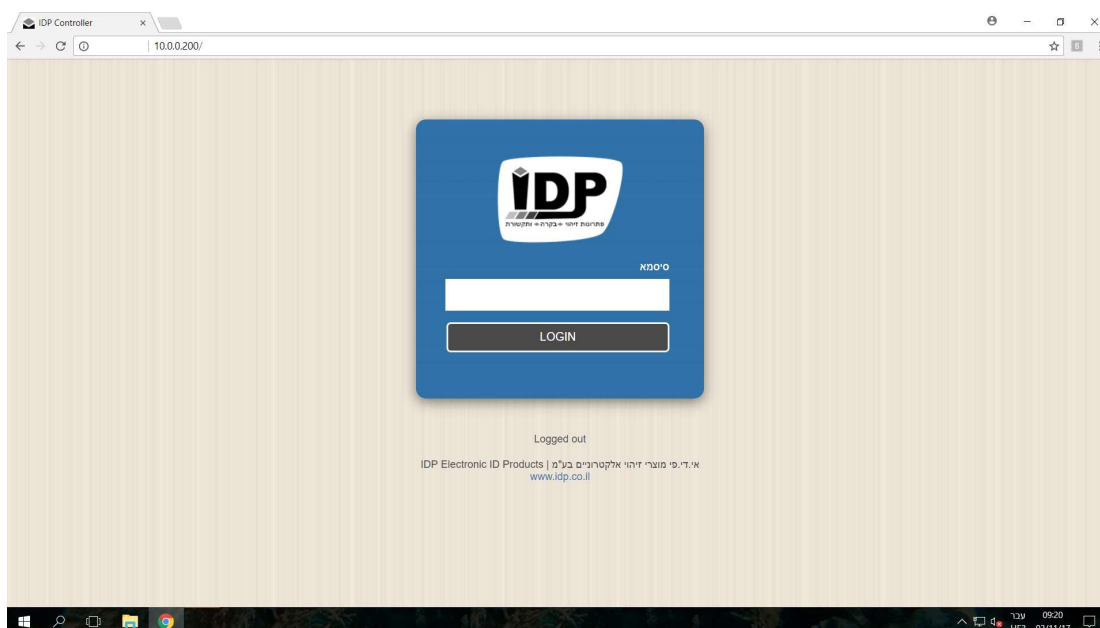 IDP Controller
10.0.0.200/
iDP
פתרונות זיהוי + בקרה + ותקשורת
סיסמא
LOGIN
Logged out
אי.די.פי מוצרי זיהוי אלקטרוניים בע"מ | IDP Electronic ID Products
www.idp.co.il
עבר
09:20